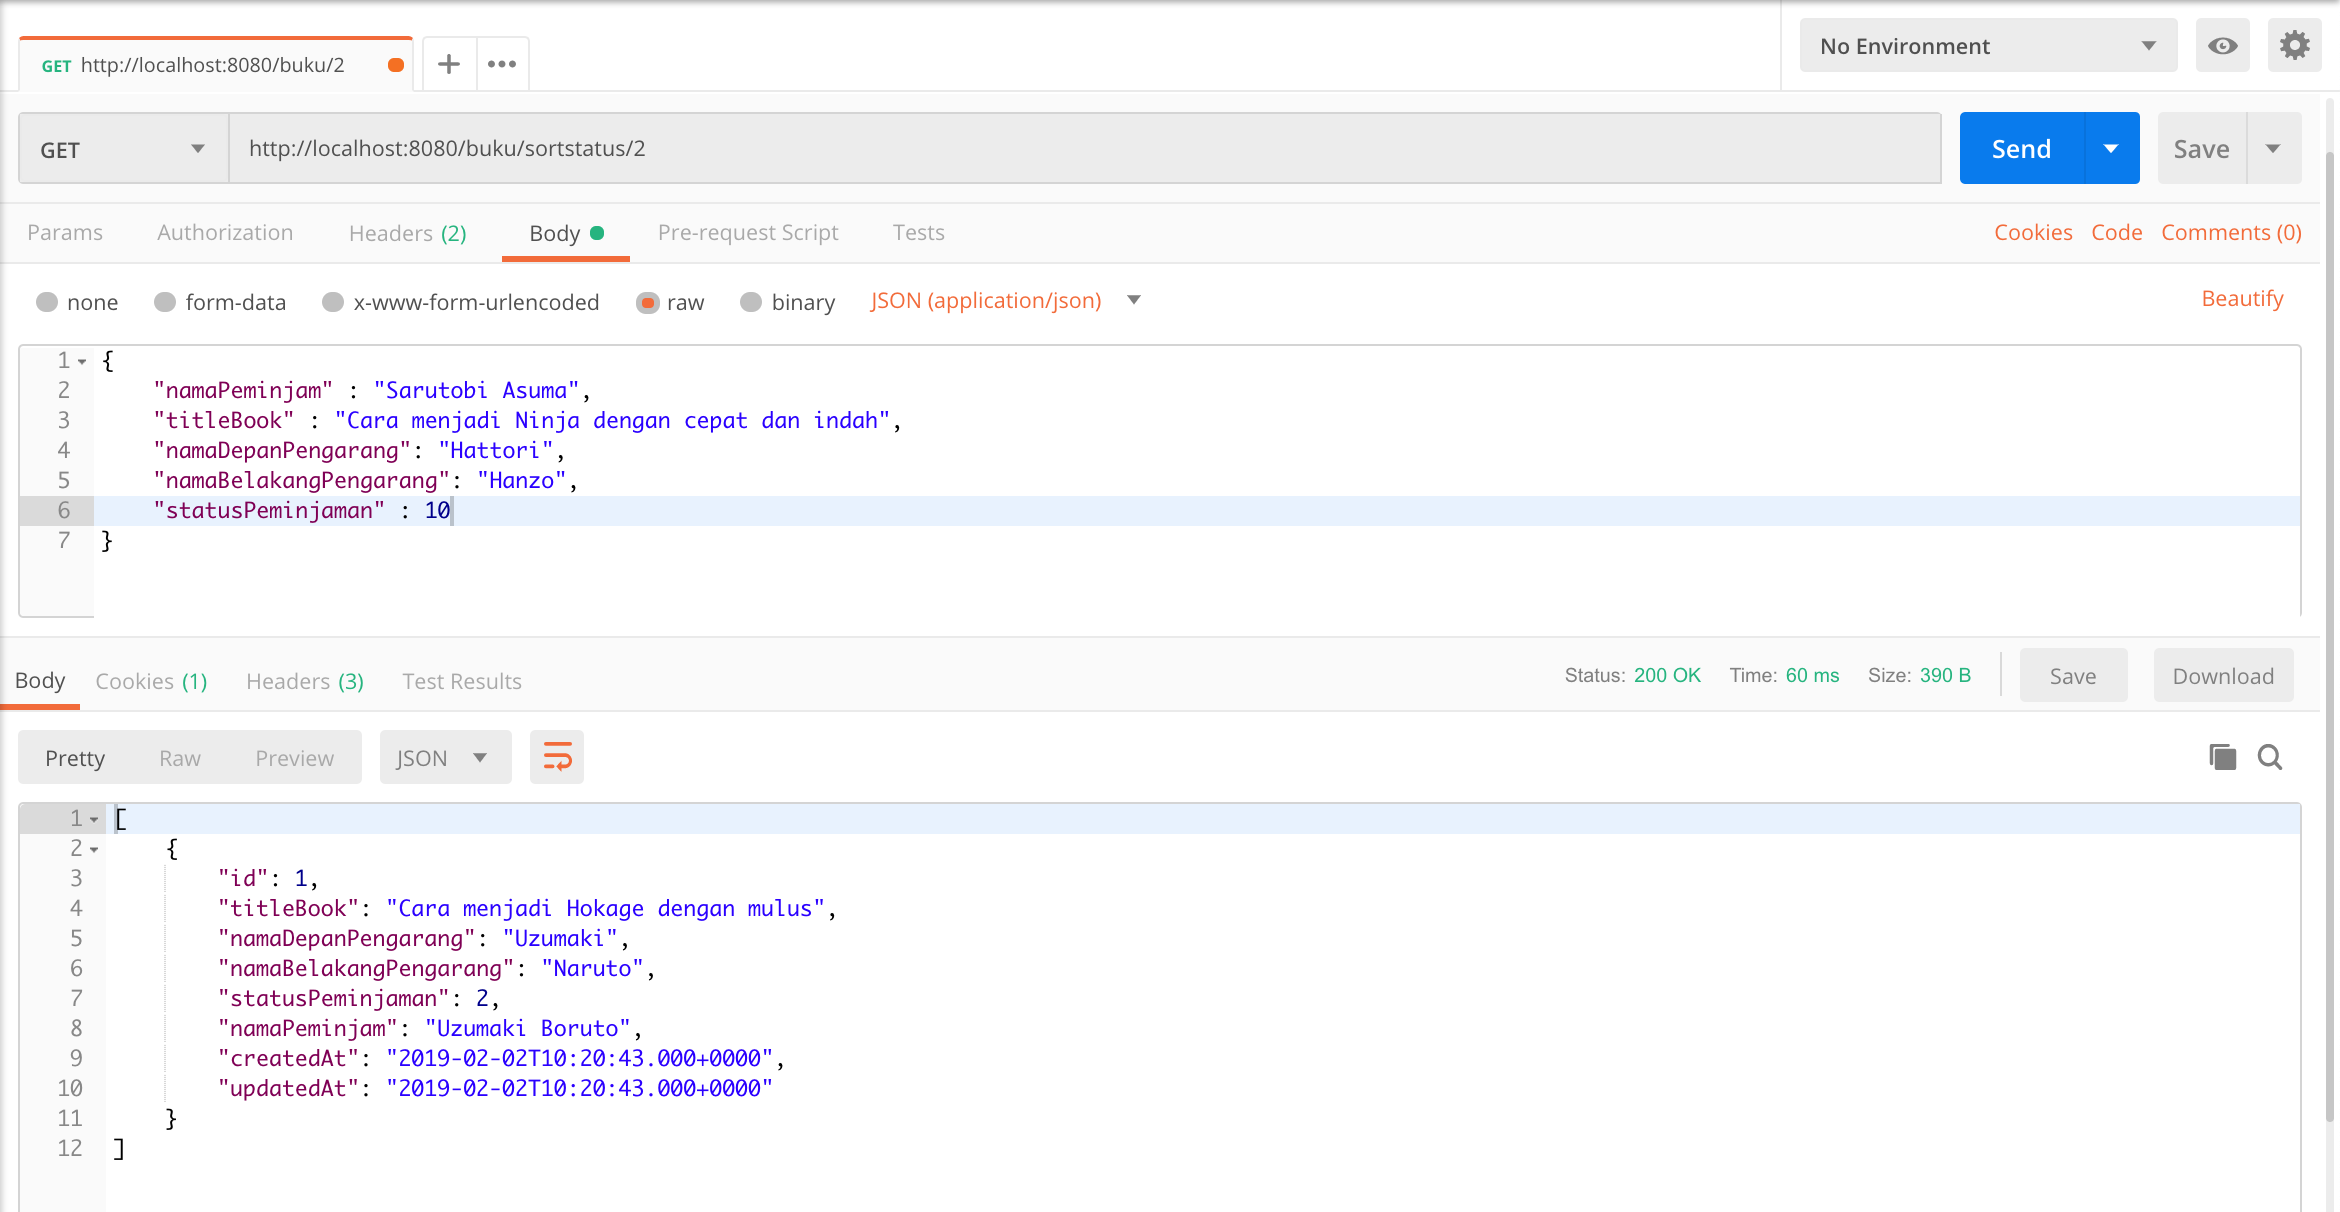 GET http://localhost:8080/buku/2
No Environment
GET http://localhost:8080/buku/sortstatus/2 Send Save
Params Authorization Headers (2) Body Pre-request Script Tests Cookies Code Comments (0)
none form-data x-www-form-urlencoded raw binary JSON (application/json) Beautify
1 {
2 "namaPeminjam" : "Sarutobi Asuma",
3 "titleBook" : "Cara menjadi Ninja dengan cepat dan indah",
4 "namaDepanPengarang": "Hattori",
5 "namaBelakangPengarang": "Hanzo",
6 "statusPeminjaman" : 10
7 }
Body Cookies (1) Headers (3) Test Results Status: 200 OK Time: 60 ms Size: 390 B Save Download
Pretty Raw Preview JSON
1 [
2 {
3 "id": 1,
4 "titleBook": "Cara menjadi Hokage dengan mulus",
5 "namaDepanPengarang": "Uzumaki",
6 "namaBelakangPengarang": "Naruto",
7 "statusPeminjaman": 2,
8 "namaPeminjam": "Uzumaki Boruto",
9 "createdAt": "2019-02-02T10:20:43.000+0000",
10 "updatedAt": "2019-02-02T10:20:43.000+0000"
11 }
12 ]